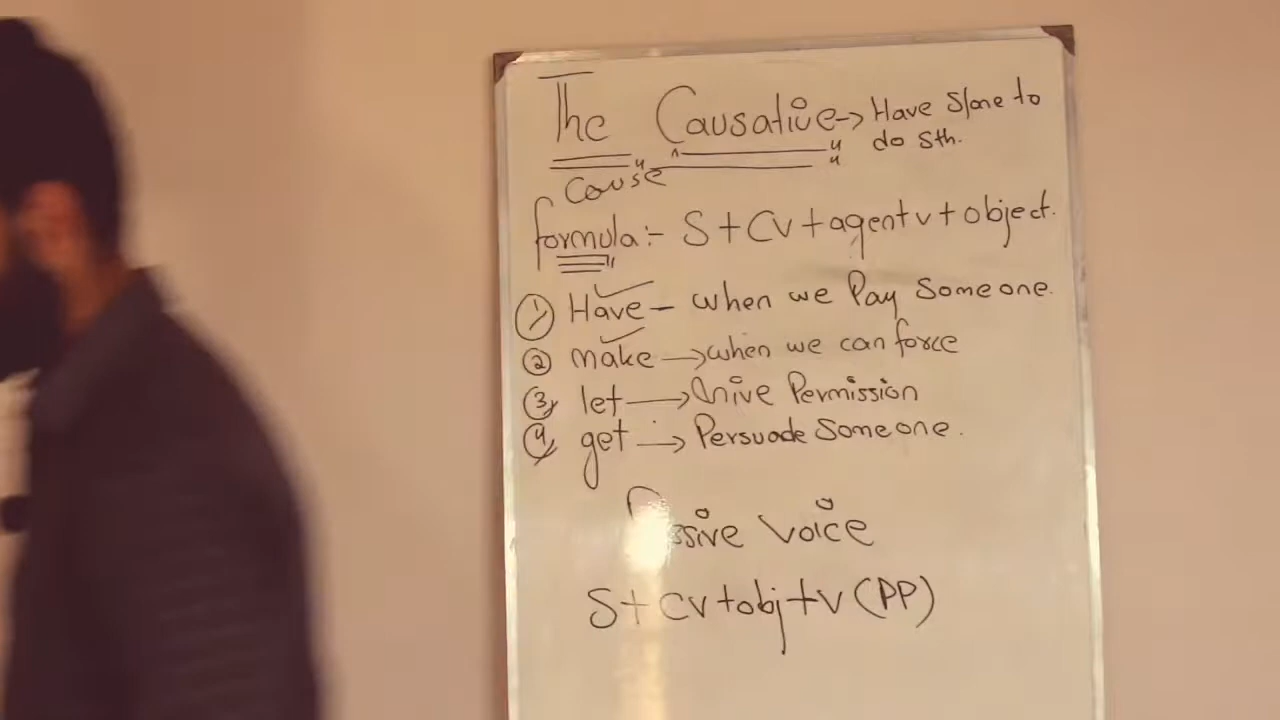 The Causative → Have S/one to
do sth.
Cause
formula:- S + Cv + agent v + object.
① Have – when we Pay Someone.
② make → when we can force
③ let → Give Permission
④ get → Persuade Someone.
Passive Voice
S + cv + obj + v (PP)